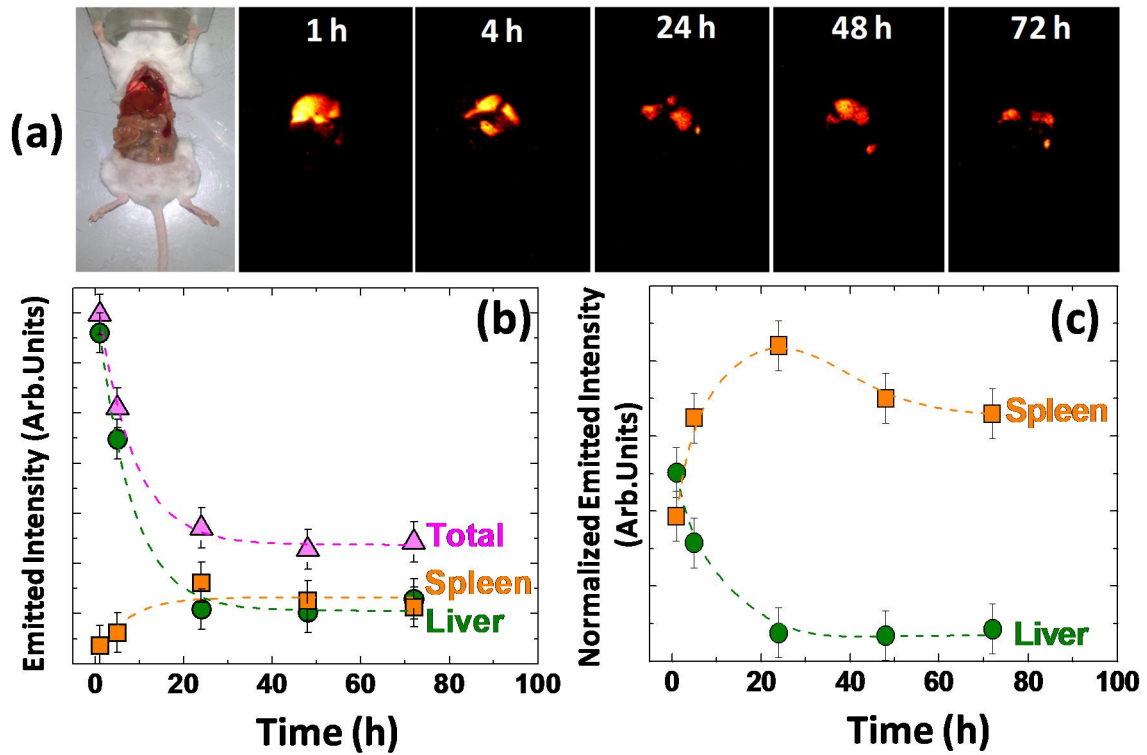 (a)
1 h
4 h
24 h
48 h
72 h
(b)
Emitted Intensity (Arb.Units)
Total
Spleen
Liver
0 20 40 60 80 100
Time (h)
(c)
Normalized Emitted Intensity
(Arb.Units)
Spleen
Liver
0 20 40 60 80 100
Time (h)